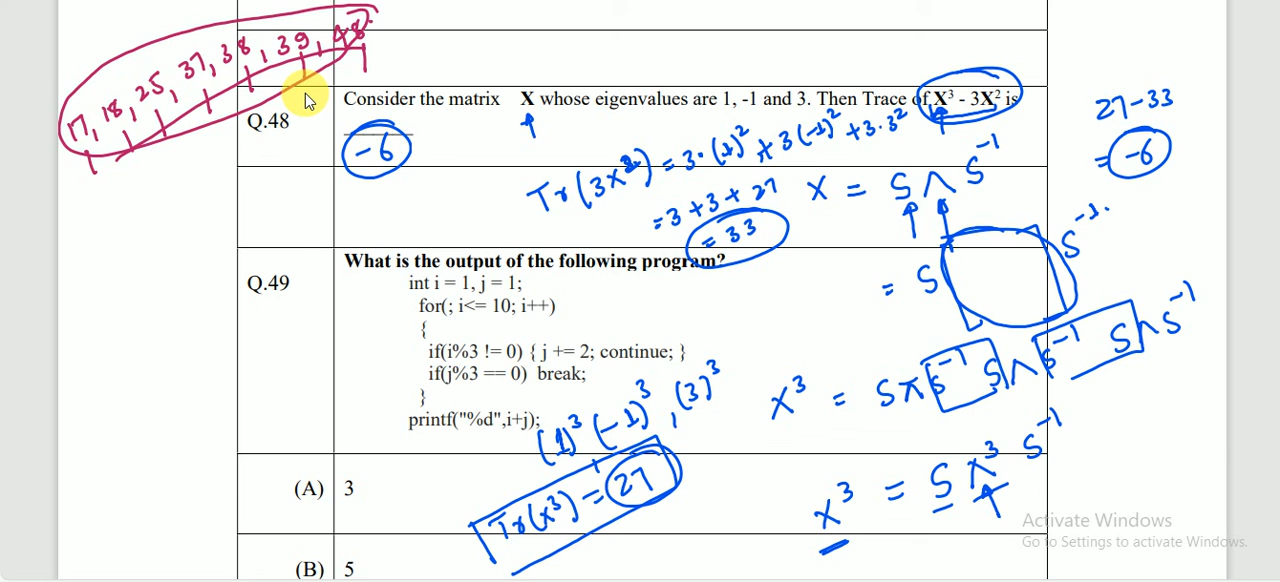 17, 18, 25, 37, 38, 39, 48
Q.48
Consider the matrix X whose eigenvalues are 1, -1 and 3. Then Trace of X³ - 3X² is
-6
27-33
= -6
Tr(3X²) = 3·(1)² + 3(-1)² + 3·3²
= 3 + 3 + 27
= 33
X = S Λ S⁻¹
= S S⁻¹
X³ = S Λ S⁻¹ S Λ S⁻¹ S Λ S⁻¹
X³ = S Λ³ S⁻¹
Q.49
What is the output of the following program?
int i = 1, j = 1;
for(; i<= 10; i++)
{
if(i%3 != 0) { j += 2; continue; }
if(j%3 == 0) break;
}
printf("%d",i+j);
(1)³ (-1)³, (3)³
Tr(X³) = 27
(A) 3
(B) 5
Activate Windows
Go to Settings to activate Windows.